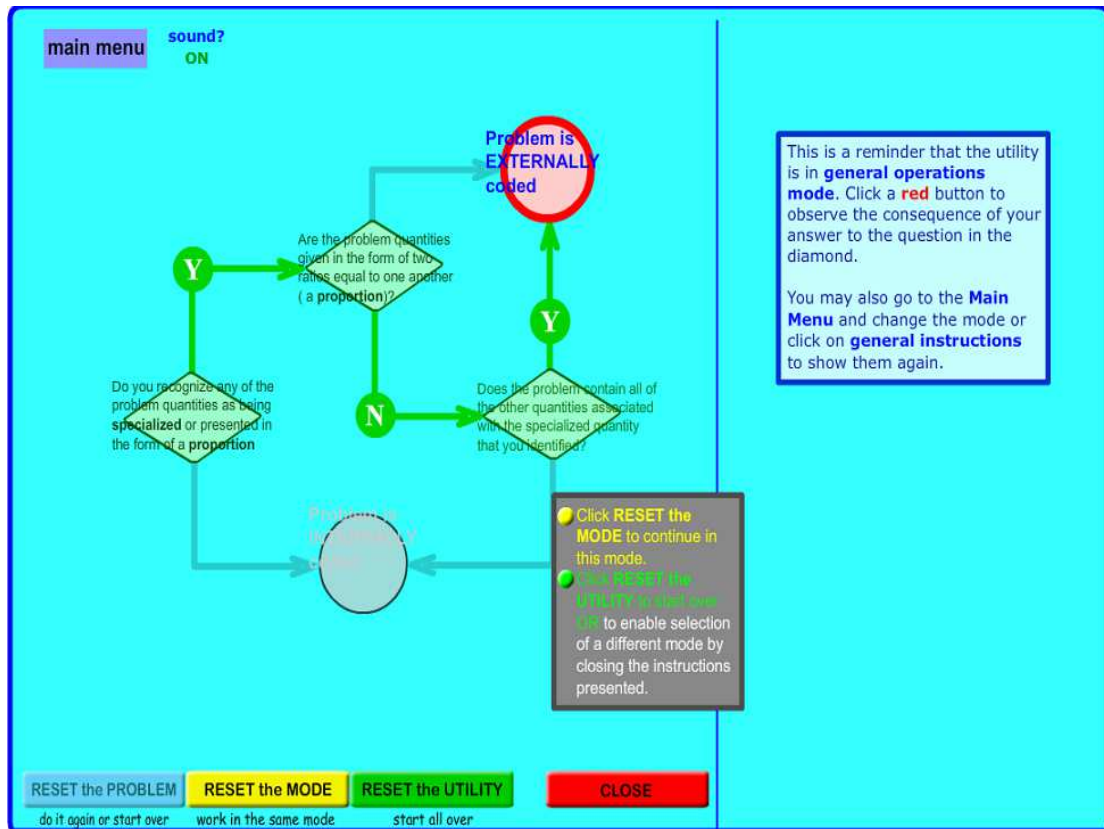 main menu
sound?
ON
Problem is
EXTERNALLY
coded
Are the problem quantities
given in the form of two
ratios equal to one another
( a proportion)?
Y
Y
Do you recognize any of the
problem quantities as being
specialized or presented in
the form of a proportion
N
Does the problem contain all of
the other quantities associated
with the specialized quantity
that you identified?
Problem is
INTERNALLY
coded
Click RESET the
MODE to continue in
this mode.
Click RESET the
UTILITY to start over
OR to enable selection
of a different mode by
closing the instructions
presented.
This is a reminder that the utility
is in general operations
mode. Click a red button to
observe the consequence of your
answer to the question in the
diamond.
You may also go to the Main
Menu and change the mode or
click on general instructions
to show them again.
RESET the PROBLEM
do it again or start over
RESET the MODE
work in the same mode
RESET the UTILITY
start all over
CLOSE